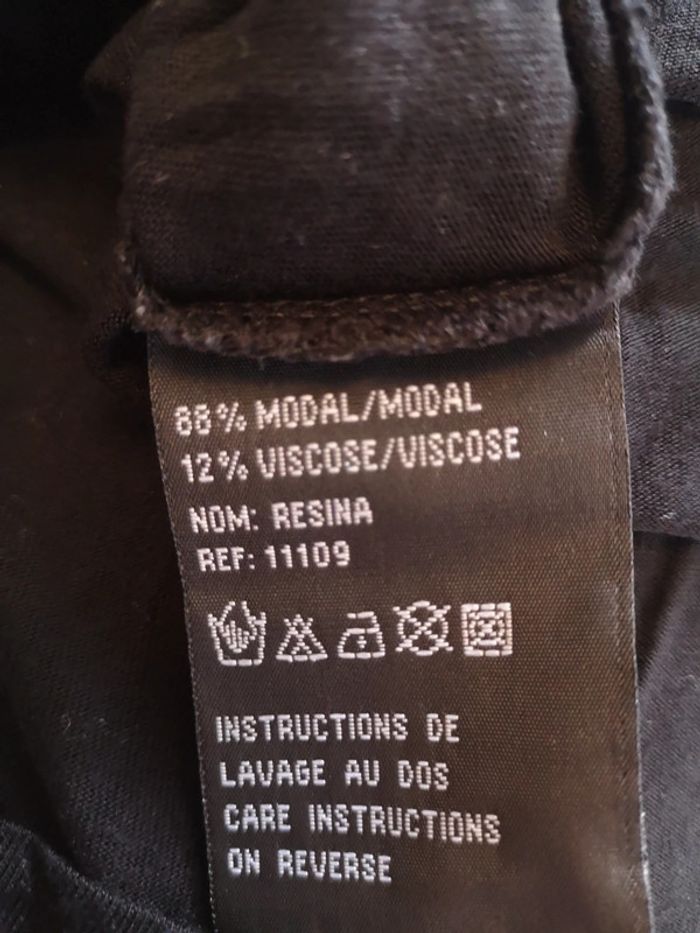 88% MODAL/MODAL
12% VISCOSE/VISCOSE
NOM: RESINA
REF: 11109
INSTRUCTIONS DE
LAVAGE AU DOS
CARE INSTRUCTIONS
ON REVERSE